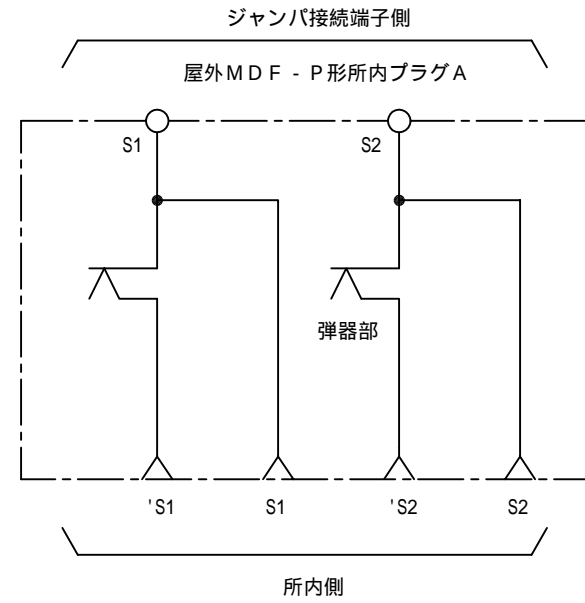 ジャンパ接続端子側
屋外MDF-P形所内プラグA
S1 S2
弾器部
'S1 S1 'S2 S2
所内側